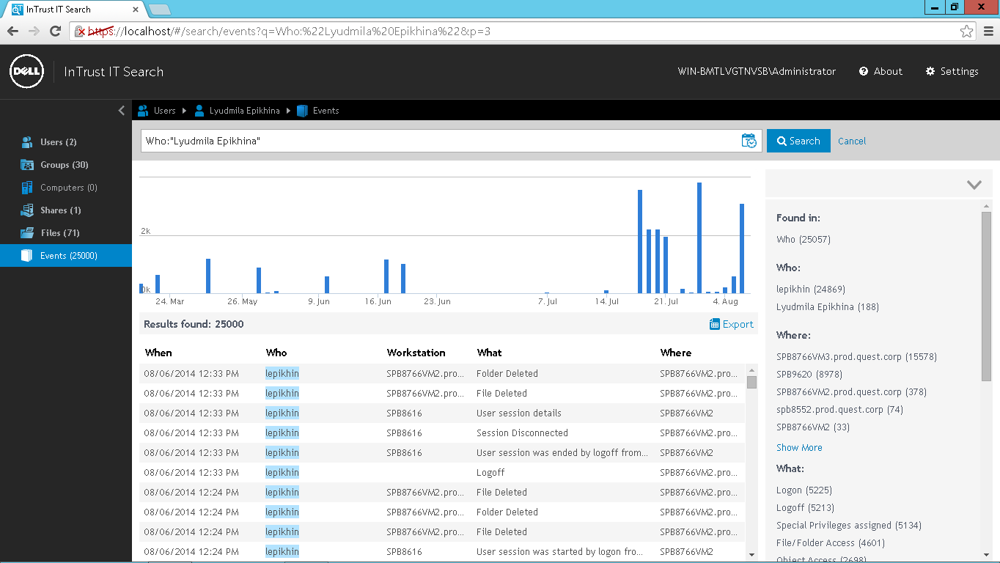 InTrust IT Search
https://localhost/#/search/events?q=Who:%22Lyudmila%20Epikhina%22&p=3
DELL InTrust IT Search WIN-BMTLVGTNVSB\Administrator About Settings
Users Lyudmila Epikhina Events
Users (2)
Groups (30)
Computers (0)
Shares (1)
Files (71)
Events (25000)
Who:"Lyudmila Epikhina" Search Cancel
2k
0k
24. Mar 26. May 9. Jun 16. Jun 23. Jun 7. Jul 14. Jul 21. Jul 4. Aug
Results found: 25000 Export
When Who Workstation What Where
08/06/2014 12:33 PM lepikhin SPB8766VM2.pro... Folder Deleted SPB8766VM2.pro...
08/06/2014 12:33 PM lepikhin SPB8766VM2.pro... File Deleted SPB8766VM2.pro...
08/06/2014 12:33 PM lepikhin SPB8616 User session details SPB8766VM2
08/06/2014 12:33 PM lepikhin SPB8616 Session Disconnected SPB8766VM2.pro...
08/06/2014 12:33 PM lepikhin SPB8616 User session was ended by logoff from... SPB8766VM2
08/06/2014 12:33 PM lepikhin Logoff SPB8766VM2.pro...
08/06/2014 12:24 PM lepikhin SPB8766VM2.pro... File Deleted SPB8766VM2.pro...
08/06/2014 12:24 PM lepikhin SPB8766VM2.pro... Folder Deleted SPB8766VM2.pro...
08/06/2014 12:24 PM lepikhin SPB8766VM2.pro... File Deleted SPB8766VM2.pro...
08/06/2014 12:24 PM lepikhin SPB8616 User session was started by logon fro... SPB8766VM2
Found in:
Who (25057)
Who:
lepikhin (24869)
Lyudmila Epikhina (188)
Where:
SPB8766VM3.prod.quest.corp (15578)
SPB9620 (8978)
SPB8766VM2.prod.quest.corp (378)
spb8552.prod.quest.corp (74)
SPB8766VM2 (33)
Show More
What:
Logon (5225)
Logoff (5213)
Special Privileges assigned (5134)
File/Folder Access (4601)
Object Access (2698)